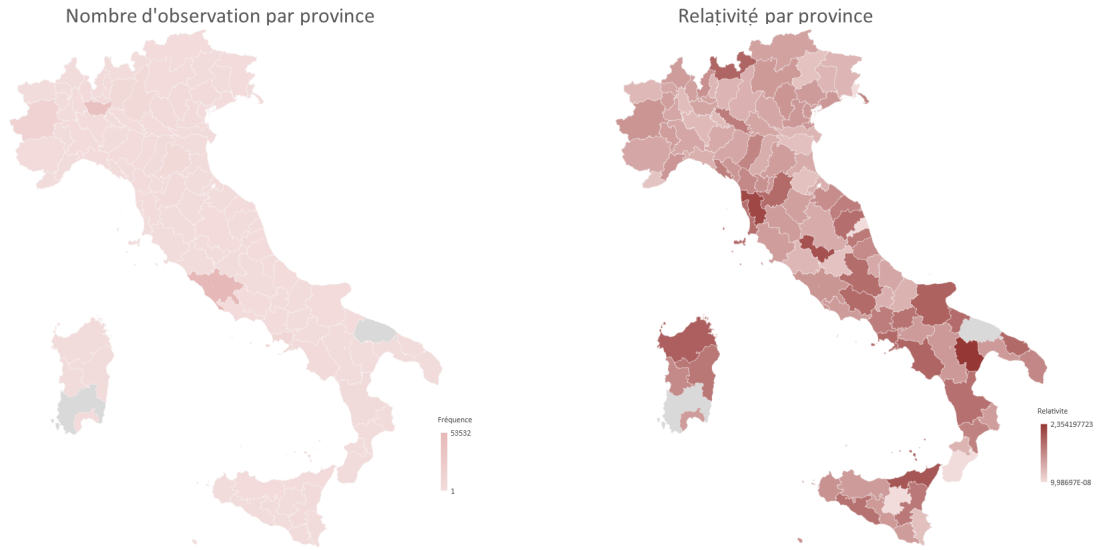 Nombre d'observation par province
Relativité par province
Fréquence
53532
1
Relativite
2,354197723
9,98697E-08